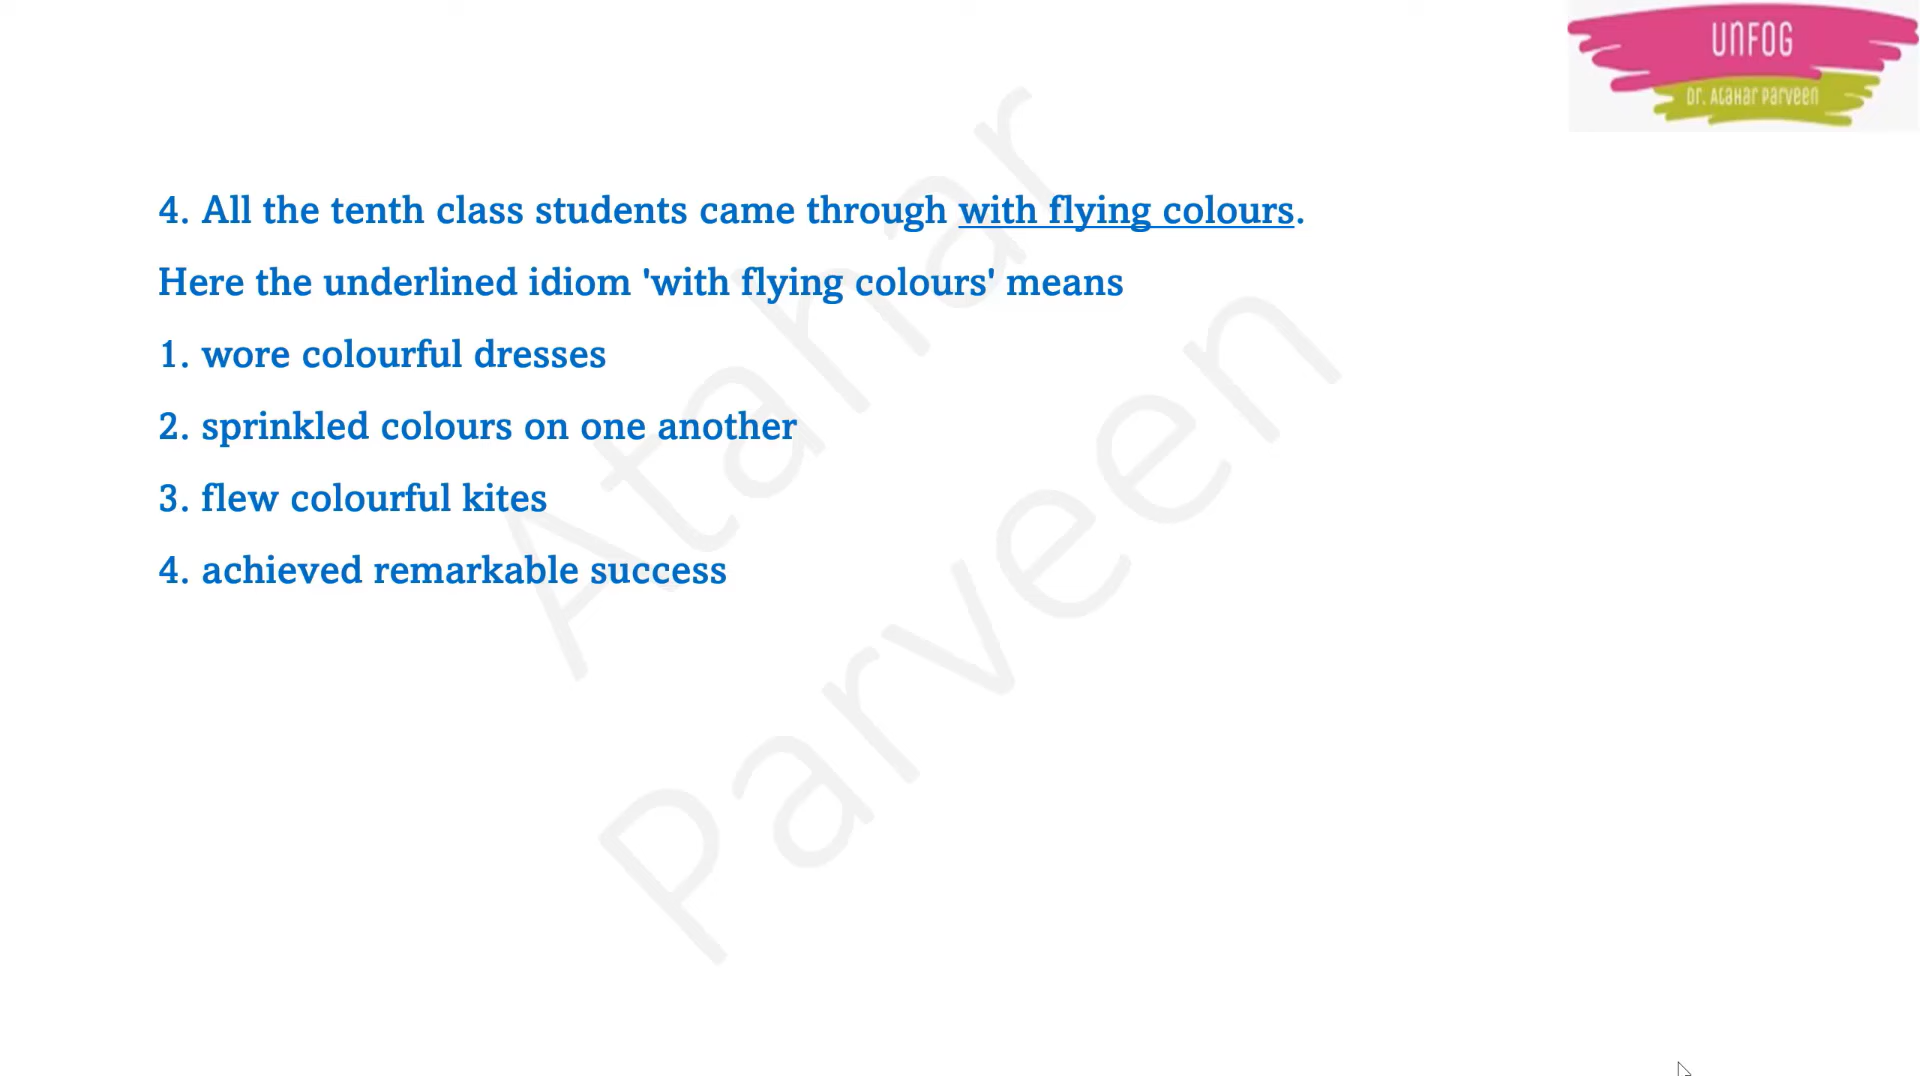 UNFOG
Dr. Atahar Parveen
4. All the tenth class students came through with flying colours.
Here the underlined idiom 'with flying colours' means
1. wore colourful dresses
2. sprinkled colours on one another
3. flew colourful kites
4. achieved remarkable success
Atahar
Parveen